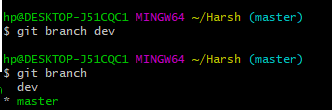 hp@DESKTOP-J51CQC1 MINGW64 ~/Harsh (master)
$ git branch dev
hp@DESKTOP-J51CQC1 MINGW64 ~/Harsh (master)
$ git branch
dev
* master